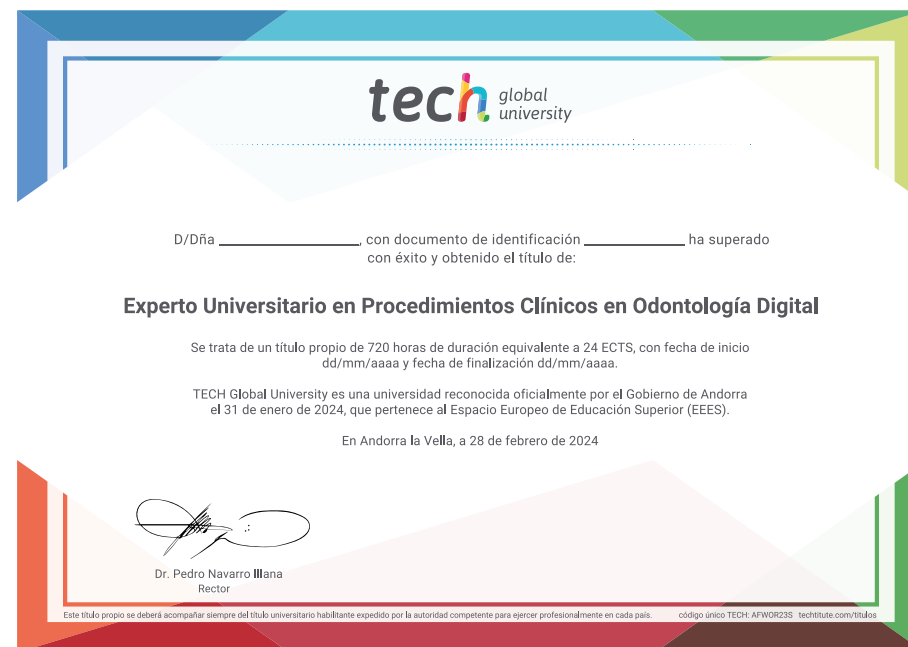 tech global university
D/Dña ____________________, con documento de identificación ______________ ha superado
con éxito y obtenido el título de:
Experto Universitario en Procedimientos Clínicos en Odontología Digital
Se trata de un título propio de 720 horas de duración equivalente a 24 ECTS, con fecha de inicio
dd/mm/aaaa y fecha de finalización dd/mm/aaaa.
TECH Global University es una universidad reconocida oficialmente por el Gobierno de Andorra
el 31 de enero de 2024, que pertenece al Espacio Europeo de Educación Superior (EEES).
En Andorra la Vella, a 28 de febrero de 2024
Dr. Pedro Navarro Illana
Rector
Este título propio se deberá acompañar siempre del título universitario habilitante expedido por la autoridad competente para ejercer profesionalmente en cada país. código único TECH: AFWOR23S techtitute.com/titulos